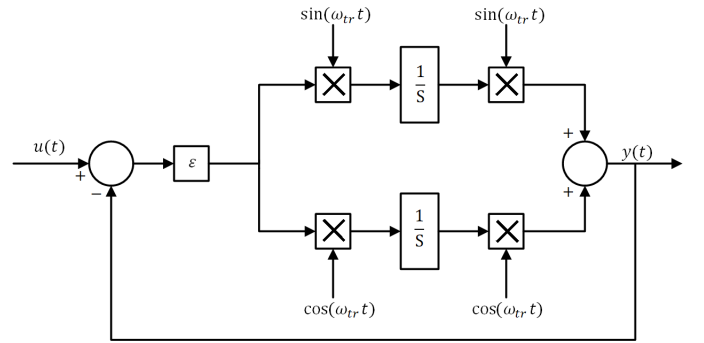 sin(ω_tr t) sin(ω_tr t)
1/S
u(t) + − ε + + y(t)
1/S
cos(ω_tr t) cos(ω_tr t)